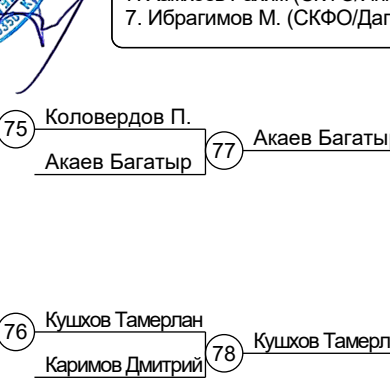 7. Ибрагимов М. (СКФО/Даг
75
Коловердов П.
Акаев Багатыр
77
Акаев Багаты
76
Кушхов Тамерлан
Каримов Дмитрий
78
Кушхов Тамерл